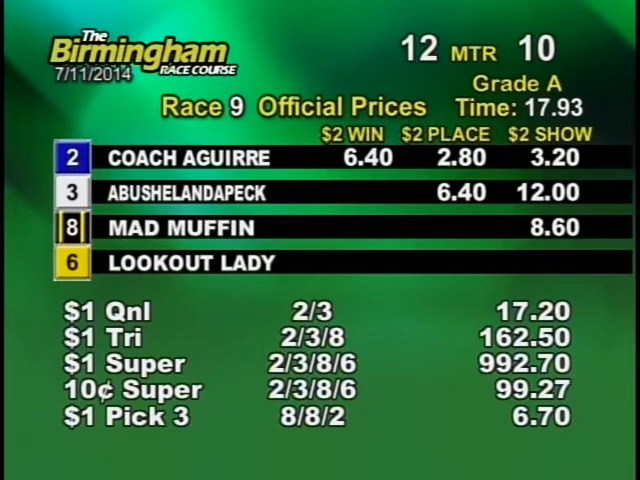 The
Birmingham
RACE COURSE
7/11/2014
12 MTR 10
Grade A
Race 9 Official Prices Time: 17.93
$2 WIN $2 PLACE $2 SHOW
2 COACH AGUIRRE 6.40 2.80 3.20
3 ABUSHELANDAPECK 6.40 12.00
8 MAD MUFFIN 8.60
6 LOOKOUT LADY
$1 Qnl 2/3 17.20
$1 Tri 2/3/8 162.50
$1 Super 2/3/8/6 992.70
10¢ Super 2/3/8/6 99.27
$1 Pick 3 8/8/2 6.70